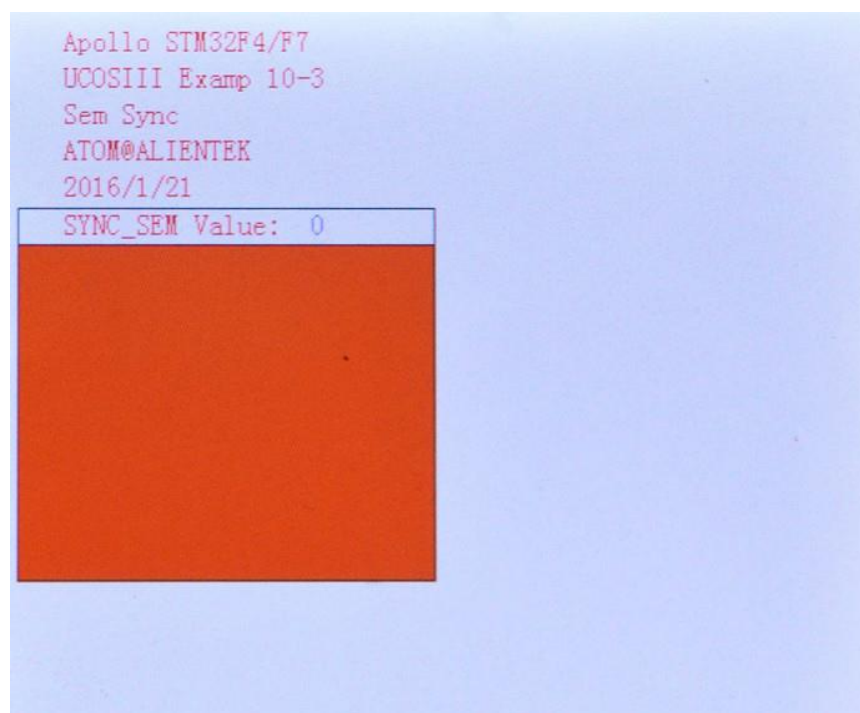 Apollo STM32F4/F7
UCOSIII Examp 10-3
Sem Sync
ATOM@ALIENTEK
2016/1/21
SYNC_SEM Value: 0